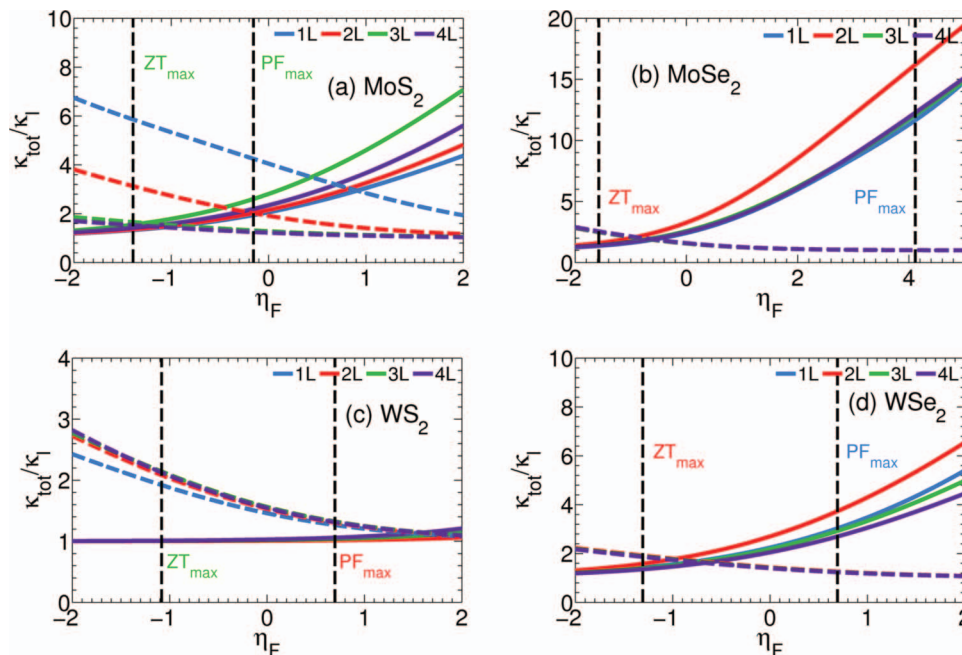 10
8
6
4
2
0
κtot/κl
1L 2L 3L 4L
ZTmax
PFmax
(a) MoS2
−2 −1 0 1 2
ηF
20
15
10
5
0
κtot/κl
1L 2L 3L 4L
(b) MoSe2
ZTmax
PFmax
−2 0 2 4
ηF
4
3
2
1
0
κtot/κl
1L 2L 3L 4L
(c) WS2
ZTmax
PFmax
−2 −1 0 1 2
ηF
10
8
6
4
2
0
κtot/κl
1L 2L 3L 4L
(d) WSe2
ZTmax
PFmax
−2 −1 0 1 2
ηF